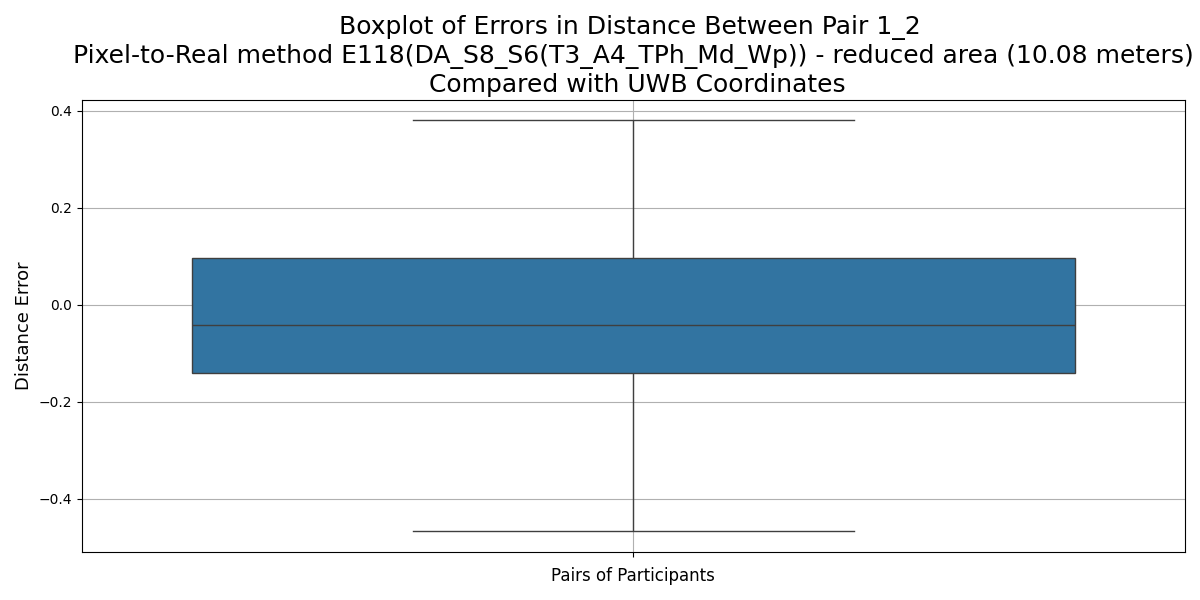 Boxplot of Errors in Distance Between Pair 1_2
Pixel-to-Real method E118(DA_S8_S6(T3_A4_TPh_Md_Wp)) - reduced area (10.08 meters)
Compared with UWB Coordinates
0.4
0.2
0.0
−0.2
−0.4
Distance Error
Pairs of Participants